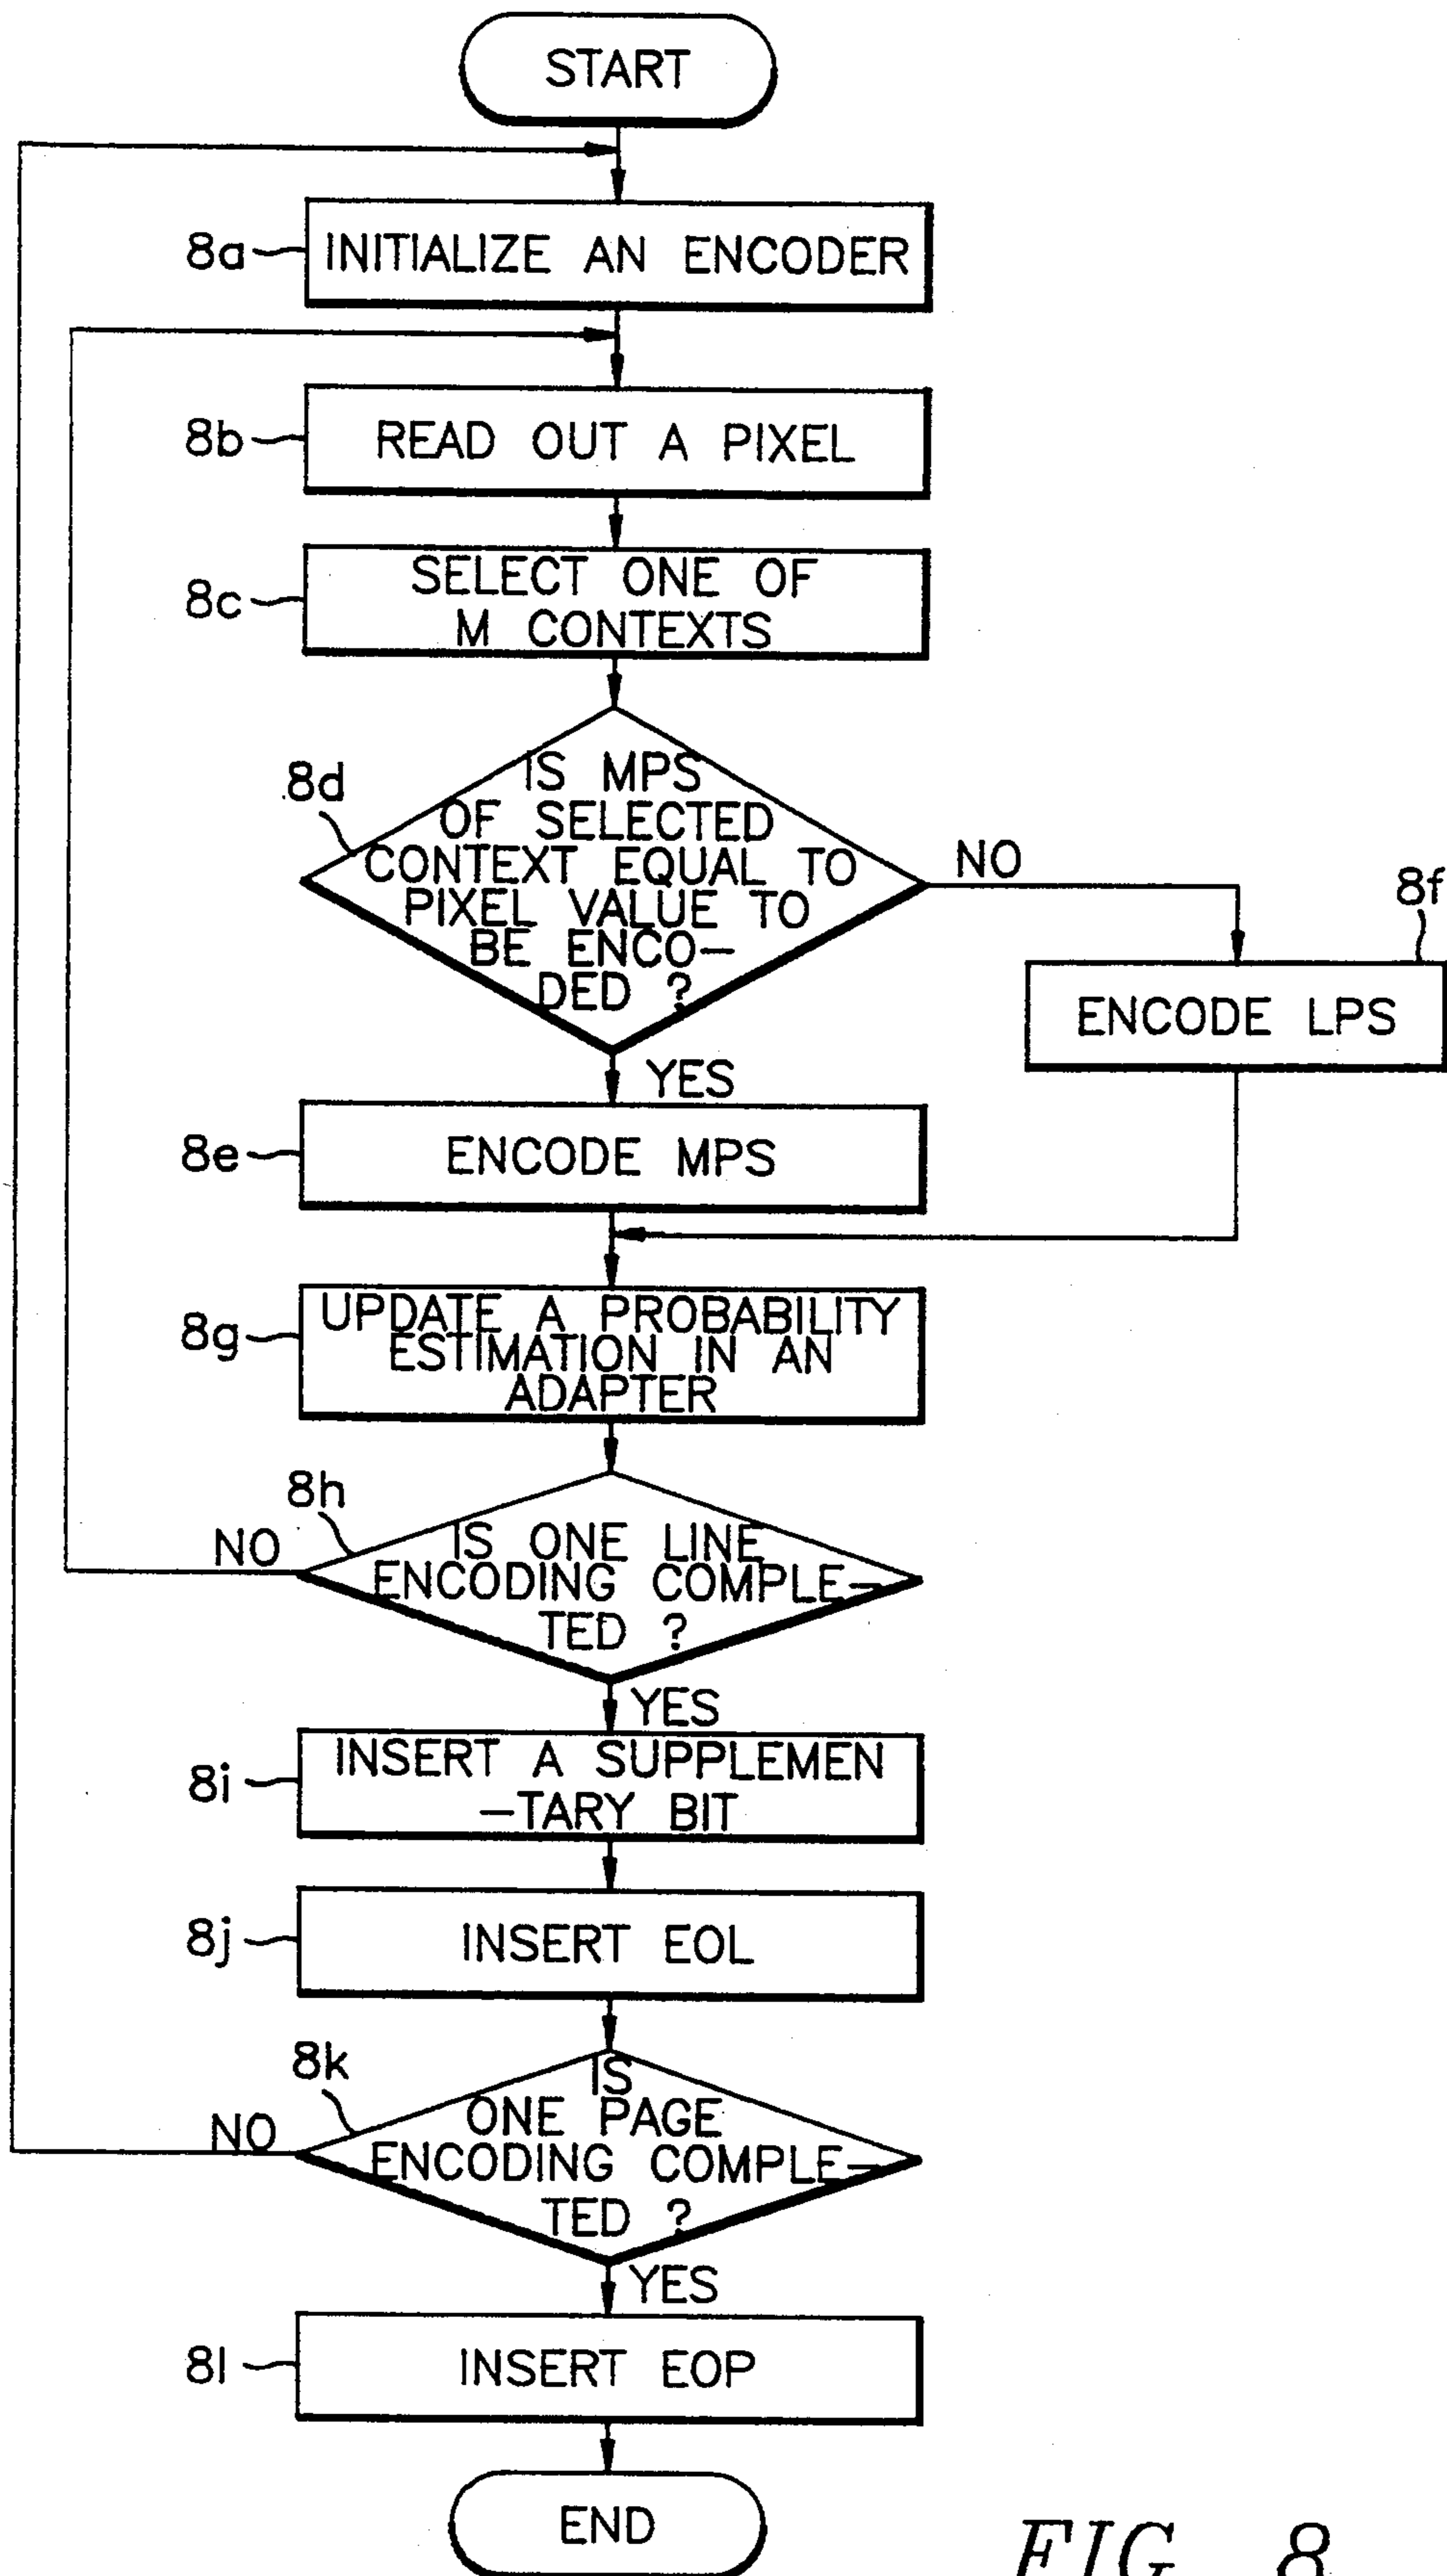 START
8a
INITIALIZE AN ENCODER
8b
READ OUT A PIXEL
8c
SELECT ONE OF
M CONTEXTS
8d
IS MPS
OF SELECTED
CONTEXT EQUAL TO
PIXEL VALUE TO
BE ENCO-
DED ?
NO
8f
ENCODE LPS
YES
8e
ENCODE MPS
8g
UPDATE A PROBABILITY
ESTIMATION IN AN
ADAPTER
8h
NO
IS ONE LINE
ENCODING COMPLE-
TED ?
YES
8i
INSERT A SUPPLEMEN
-TARY BIT
8j
INSERT EOL
8k
NO
IS
ONE PAGE
ENCODING COMPLE-
TED ?
YES
8l
INSERT EOP
END
FIG. 8